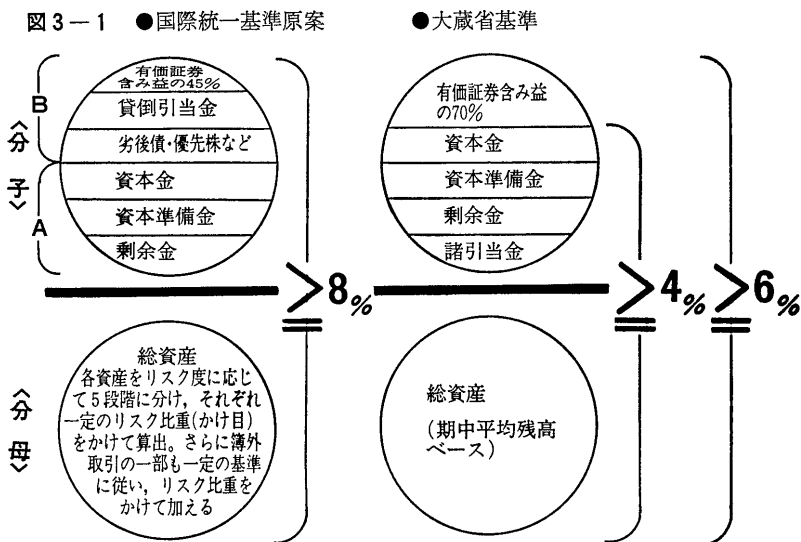 図3―1 ●国際統一基準原案 ●大蔵省基準
〈分子〉
B
有価証券
含み益の45%
貸倒引当金
劣後債・優先株など
A
資本金
資本準備金
剰余金
≧8%
有価証券含み益
の70%
資本金
資本準備金
剰余金
諸引当金
≧4%
≧6%
〈分母〉
総資産
各資産をリスク度に応じ
て5段階に分け，それぞれ
一定のリスク比重(かけ目)
をかけて算出。さらに簿外
取引の一部も一定の基準
に従い，リスク比重を
かけて加える
総資産
(期中平均残高
ベース)